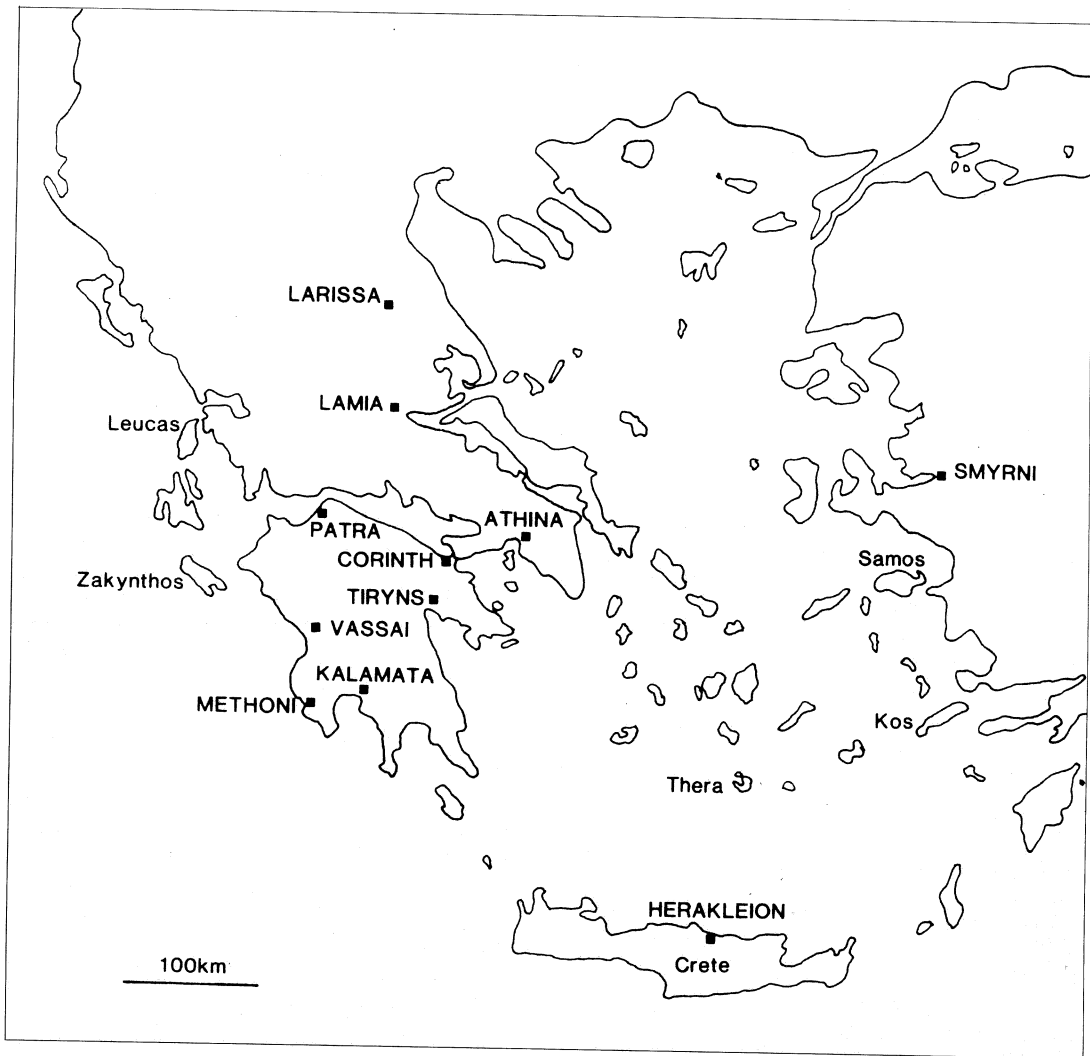 LARISSA
LAMIA
Leucas
SMYRNI
PATRA
ATHINA
CORINTH
Samos
Zakynthos
TIRYNS
VASSAI
KALAMATA
METHONI
Kos
Thera
HERAKLEION
Crete
100km